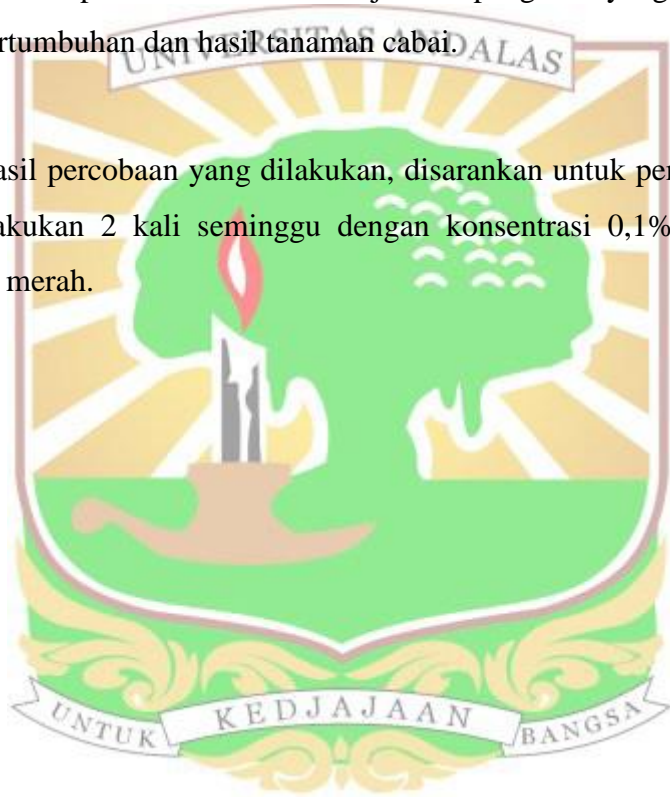 rtumbuhan dan hasil tanaman cabai.
UNIVERSITAS ANDALAS
asil percobaan yang dilakukan, disarankan untuk per
akukan 2 kali seminggu dengan konsentrasi 0,1%
merah.
UNTUK KEDJAJAAN BANGSA